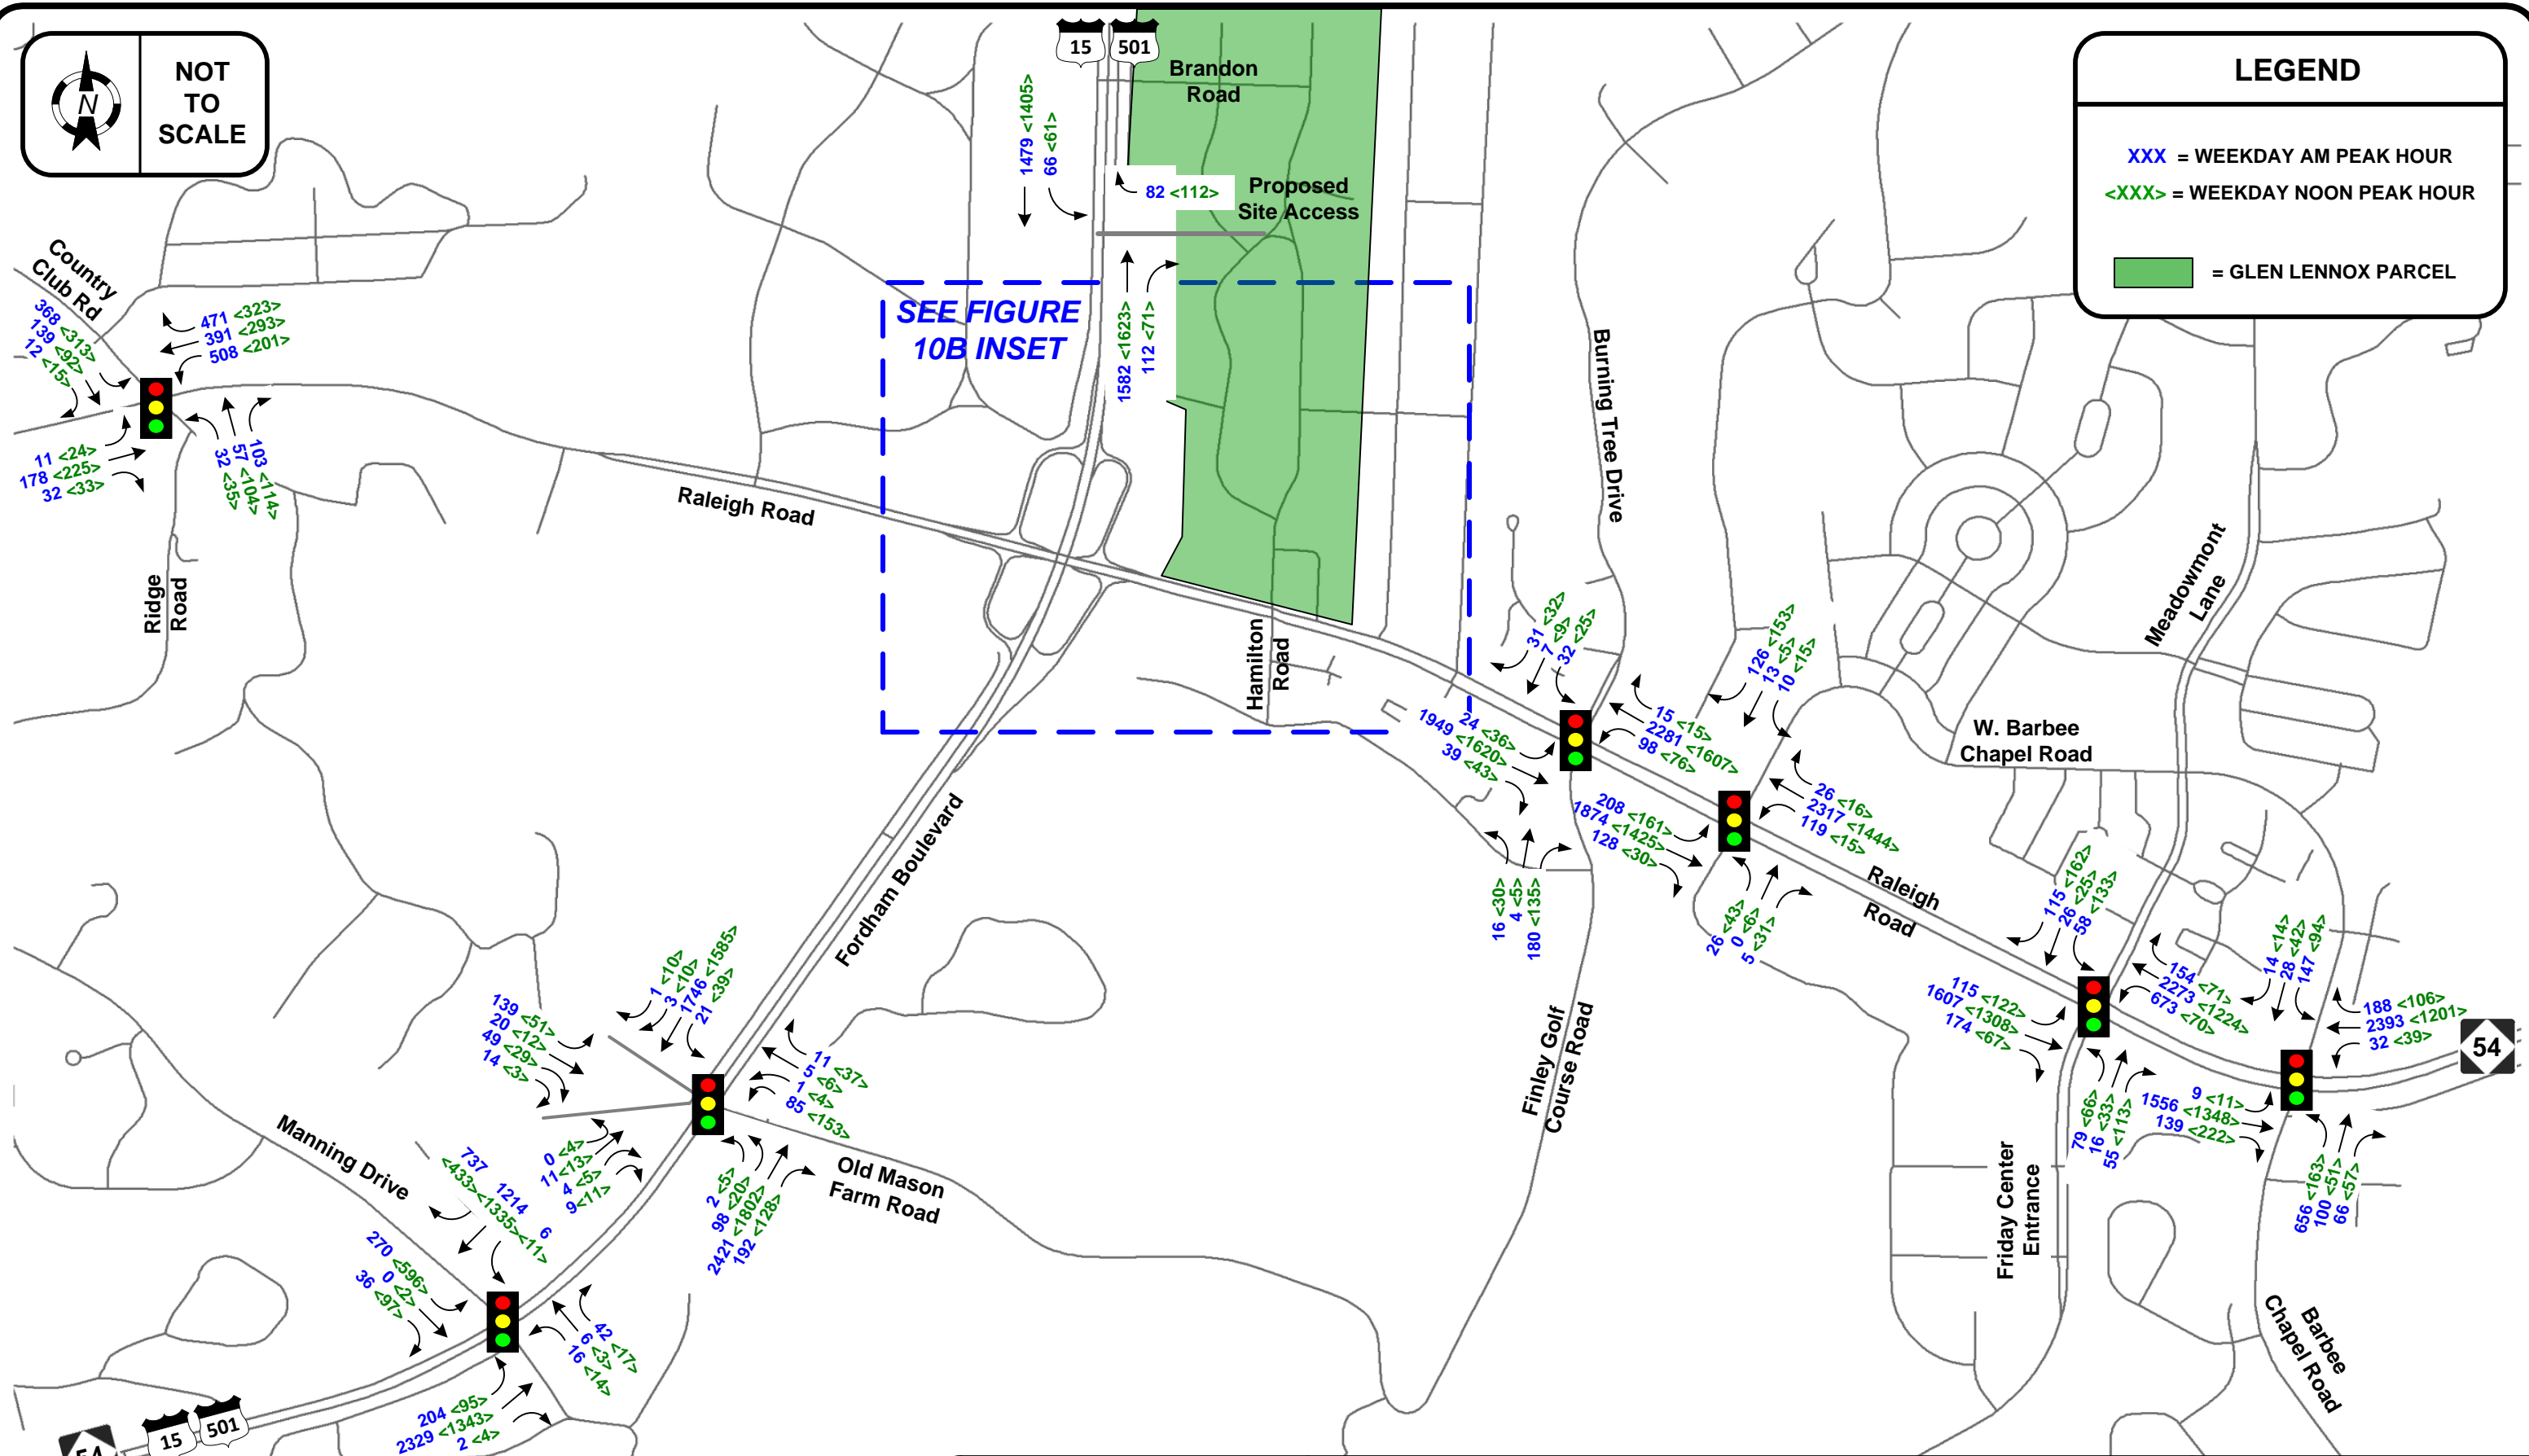 NOT
TO
SCALE
N
15
501
Brandon
Road
LEGEND
XXX = WEEKDAY AM PEAK HOUR
<XXX> = WEEKDAY NOON PEAK HOUR
= GLEN LENNOX PARCEL
1479 <1405>
66 <61>
82 <112>
Proposed
Site Access
1582 <1623>
112 <71>
SEE FIGURE
10B INSET
Country
Club Rd
368 <313>
139 <92>
12 <15>
471 <323>
391 <293>
508 <201>
11 <24>
178 <225>
32 <33>
32 <35>
57 <104>
103 <114>
Ridge
Road
Raleigh Road
Hamilton
Road
Burning Tree Drive
Meadowmont
Lane
31 <32>
7 <9>
32 <25>
15 <15>
2281 <1607>
98 <76>
24 <36>
1949 <1620>
39 <43>
16 <30>
4 <5>
180 <135>
126 <153>
13 <5>
10 <15>
26 <16>
2317 <1444>
119 <15>
208 <161>
1874 <1425>
128 <30>
26 <43>
0 <6>
5 <31>
W. Barbee
Chapel Road
Raleigh
Road
115 <162>
26 <25>
58 <133>
154 <71>
2273 <1224>
673 <70>
115 <122>
1607 <1308>
174 <67>
79 <66>
16 <33>
55 <113>
14 <14>
28 <42>
147 <94>
188 <106>
2393 <1201>
32 <39>
54
9 <11>
1556 <1348>
139 <222>
656 <163>
100 <51>
66 <57>
Friday Center
Entrance
Barbee
Chapel Road
Finley Golf
Course Road
Fordham Boulevard
1 <10>
3 <10>
1746 <1585>
21 <39>
139 <51>
20 <12>
49 <29>
14 <3>
11 <37>
5 <6>
1 <4>
85 <153>
0 <4>
11 <13>
4 <5>
9 <11>
2 <5>
98 <20>
2421 <1802>
192 <128>
Old Mason
Farm Road
Manning Drive
737 <433>
1214 <1335>
6 <11>
270 <596>
0 <2>
36 <97>
42 <17>
6 <3>
16 <14>
204 <95>
2329 <1343>
2 <4>
54
15
501